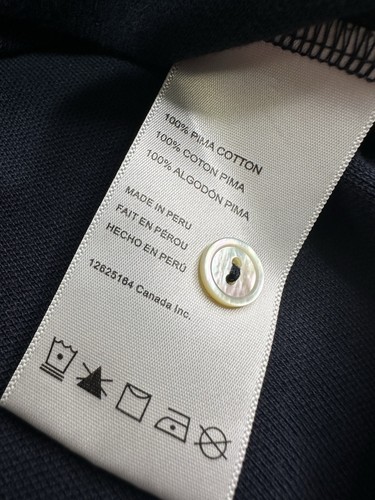 100% PIMA COTTON
100% COTON PIMA
100% ALGODÓN PIMA
MADE IN PERU
FAIT EN PÉROU
HECHO EN PERÚ
12625184 Canada Inc.